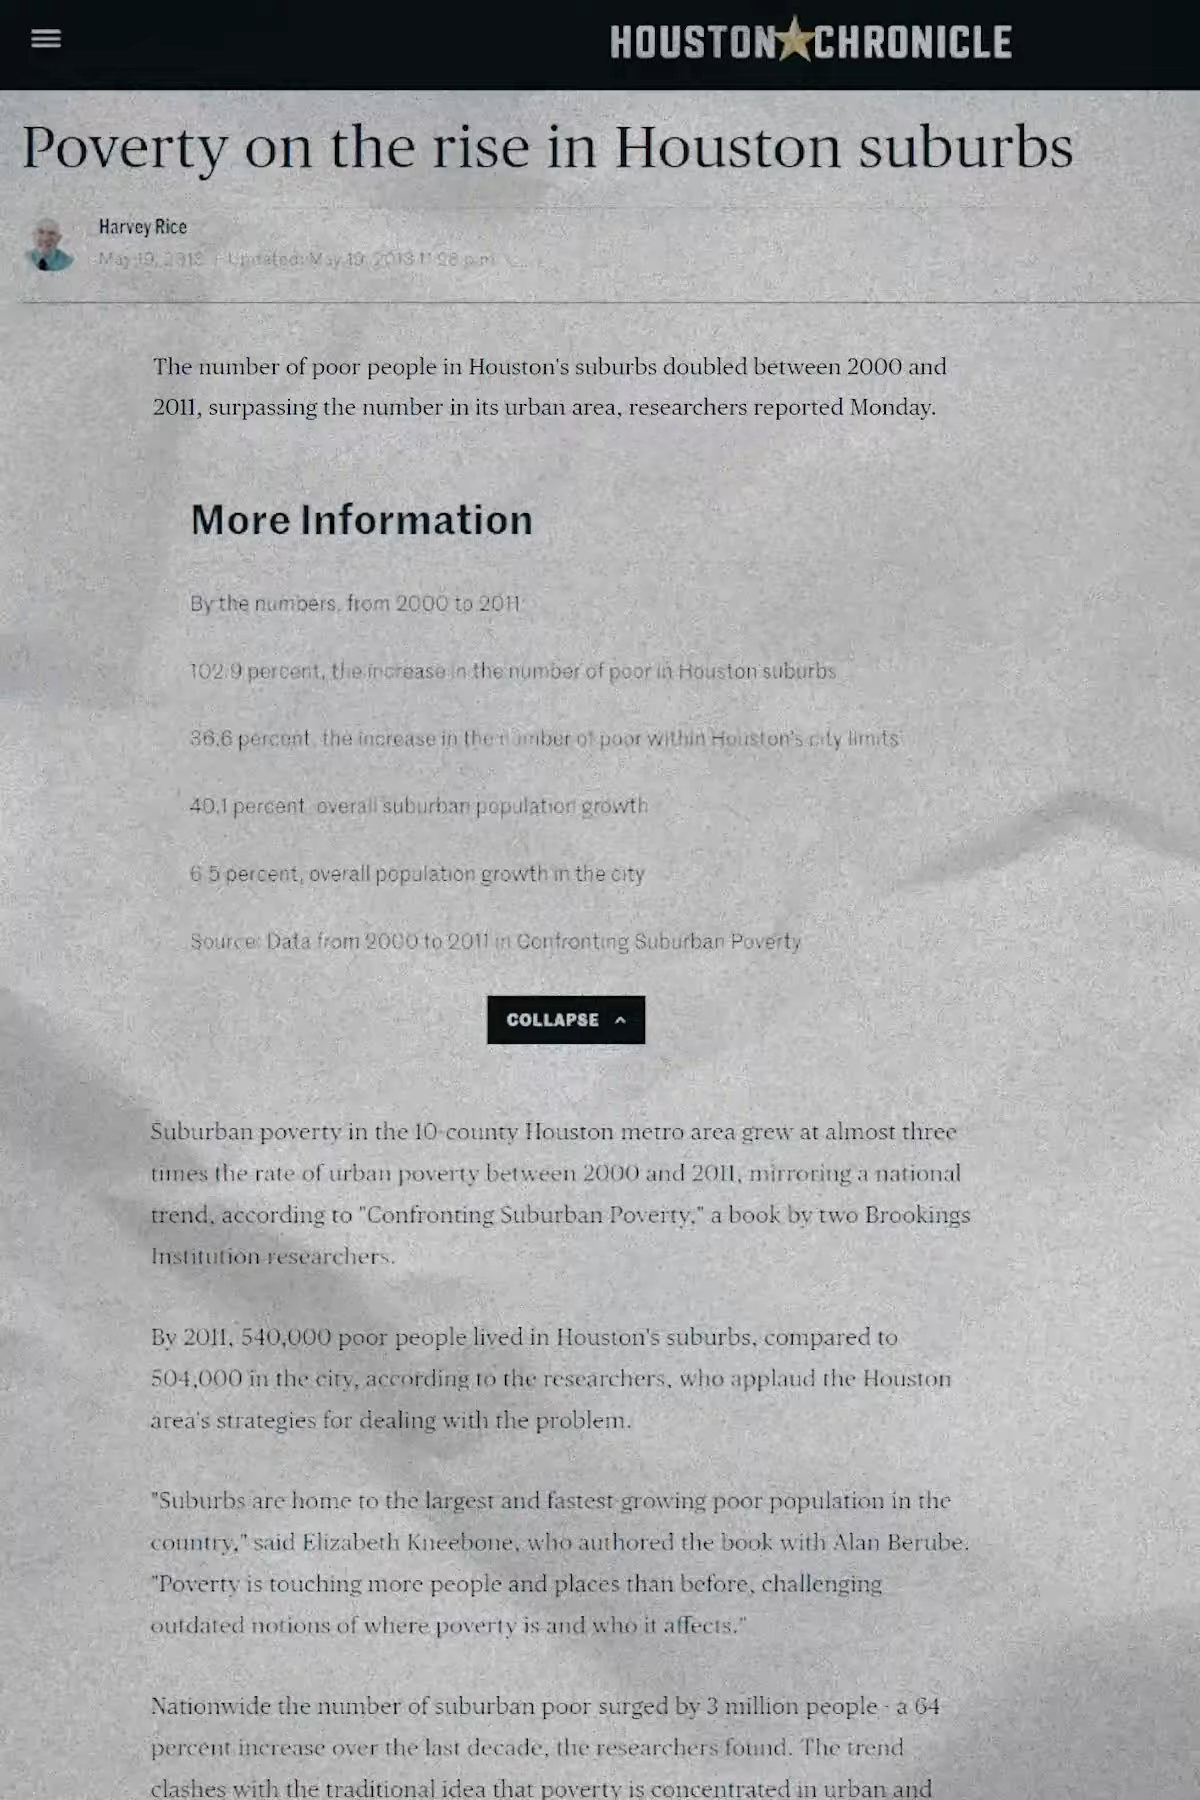 HOUSTON CHRONICLE
Poverty on the rise in Houston suburbs
Harvey Rice
May 19, 2013 Updated: May 19, 2013 11:28 p.m.
The number of poor people in Houston's suburbs doubled between 2000 and
2011, surpassing the number in its urban area, researchers reported Monday.
More Information
By the numbers, from 2000 to 2011
102.9 percent, the increase in the number of poor in Houston suburbs
36.6 percent, the increase in the number of poor within Houston's city limits
40.1 percent, overall suburban population growth
6.5 percent, overall population growth in the city
Source: Data from 2000 to 2011 in Confronting Suburban Poverty
COLLAPSE
Suburban poverty in the 10-county Houston metro area grew at almost three
times the rate of urban poverty between 2000 and 2011, mirroring a national
trend, according to "Confronting Suburban Poverty," a book by two Brookings
Institution researchers.
By 2011, 540,000 poor people lived in Houston's suburbs, compared to
504,000 in the city, according to the researchers, who applaud the Houston
area's strategies for dealing with the problem.
"Suburbs are home to the largest and fastest-growing poor population in the
country," said Elizabeth Kneebone, who authored the book with Alan Berube.
"Poverty is touching more people and places than before, challenging
outdated notions of where poverty is and who it affects."
Nationwide the number of suburban poor surged by 3 million people - a 64
percent increase over the last decade, the researchers found. The trend
clashes with the traditional idea that poverty is concentrated in urban and